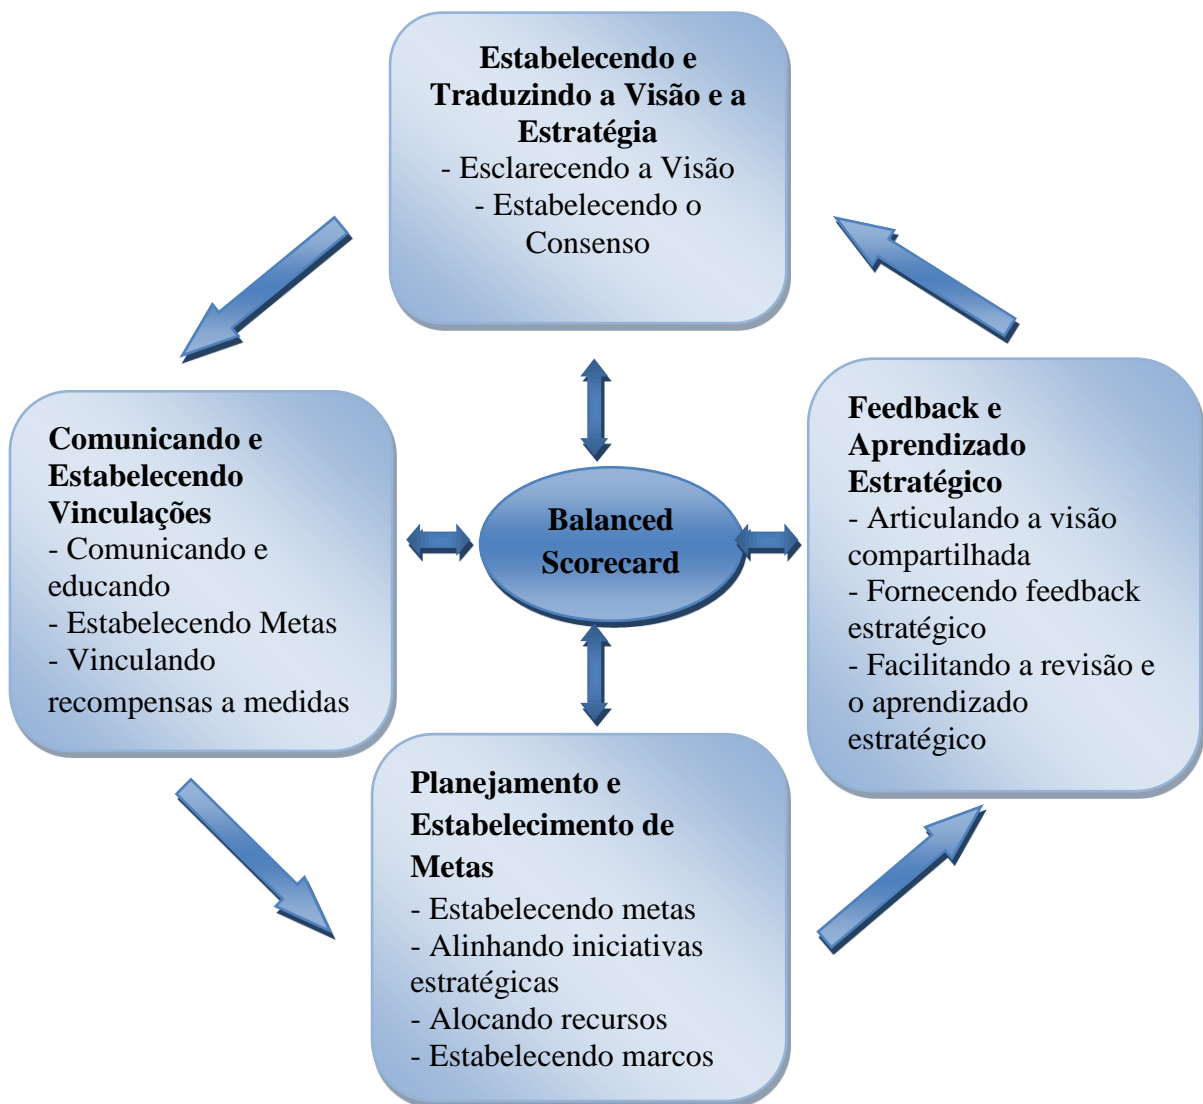 Estabelecendo e
Traduzindo a Visão e a
Estratégia
- Esclarecendo a Visão
- Estabelecendo o
Consenso
Comunicando e
Estabelecendo
Vinculações
- Comunicando e
educando
- Estabelecendo Metas
- Vinculando
recompensas a medidas
Balanced
Scorecard
Feedback e
Aprendizado
Estratégico
- Articulando a visão
compartilhada
- Fornecendo feedback
estratégico
- Facilitando a revisão e
o aprendizado
estratégico
Planejamento e
Estabelecimento de
Metas
- Estabelecendo metas
- Alinhando iniciativas
estratégicas
- Alocando recursos
- Estabelecendo marcos